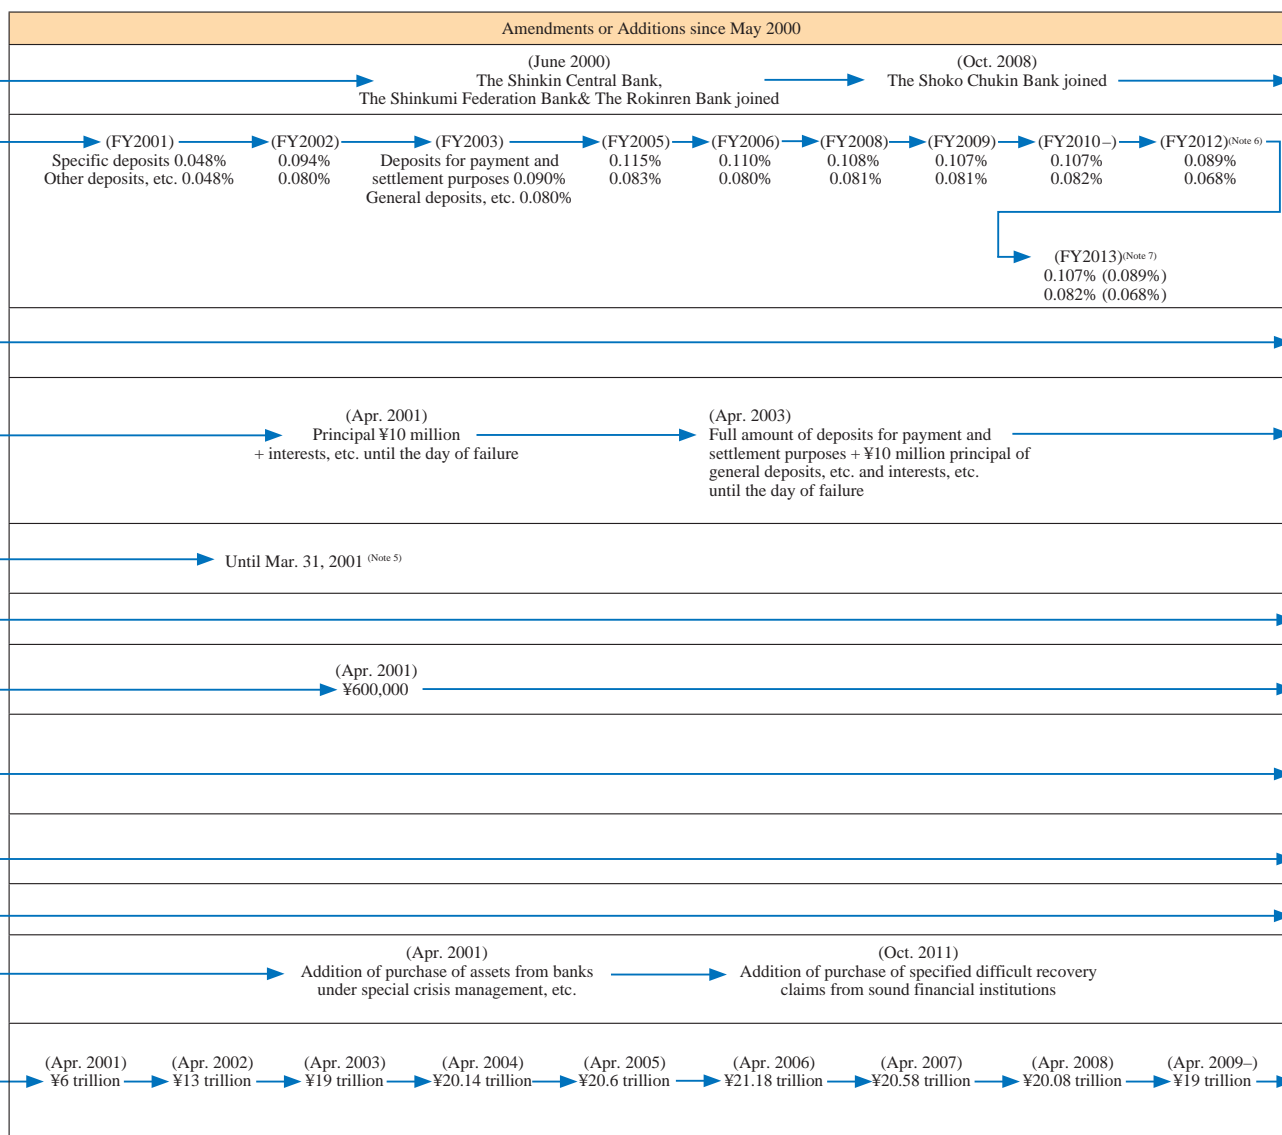 Amendments or Additions since May 2000
(June 2000)
The Shinkin Central Bank,
The Shinkumi Federation Bank& The Rokinren Bank joined
(Oct. 2008)
The Shoko Chukin Bank joined
(FY2001)
Specific deposits 0.048%
Other deposits, etc. 0.048%
(FY2002)
0.094%
0.080%
(FY2003)
Deposits for payment and
settlement purposes 0.090%
General deposits, etc. 0.080%
(FY2005)
0.115%
0.083%
(FY2006)
0.110%
0.080%
(FY2008)
0.108%
0.081%
(FY2009)
0.107%
0.081%
(FY2010–)
0.107%
0.082%
(FY2012)(Note 6)
0.089%
0.068%
(FY2013)(Note 7)
0.107% (0.089%)
0.082% (0.068%)
(Apr. 2001)
Principal ¥10 million
+ interests, etc. until the day of failure
(Apr. 2003)
Full amount of deposits for payment and
settlement purposes + ¥10 million principal of
general deposits, etc. and interests, etc.
until the day of failure
Until Mar. 31, 2001 (Note 5)
(Apr. 2001)
¥600,000
(Apr. 2001)
Addition of purchase of assets from banks
under special crisis management, etc.
(Oct. 2011)
Addition of purchase of specified difficult recovery
claims from sound financial institutions
(Apr. 2001)
¥6 trillion
(Apr. 2002)
¥13 trillion
(Apr. 2003)
¥19 trillion
(Apr. 2004)
¥20.14 trillion
(Apr. 2005)
¥20.6 trillion
(Apr. 2006)
¥21.18 trillion
(Apr. 2007)
¥20.58 trillion
(Apr. 2008)
¥20.08 trillion
(Apr. 2009–)
¥19 trillion